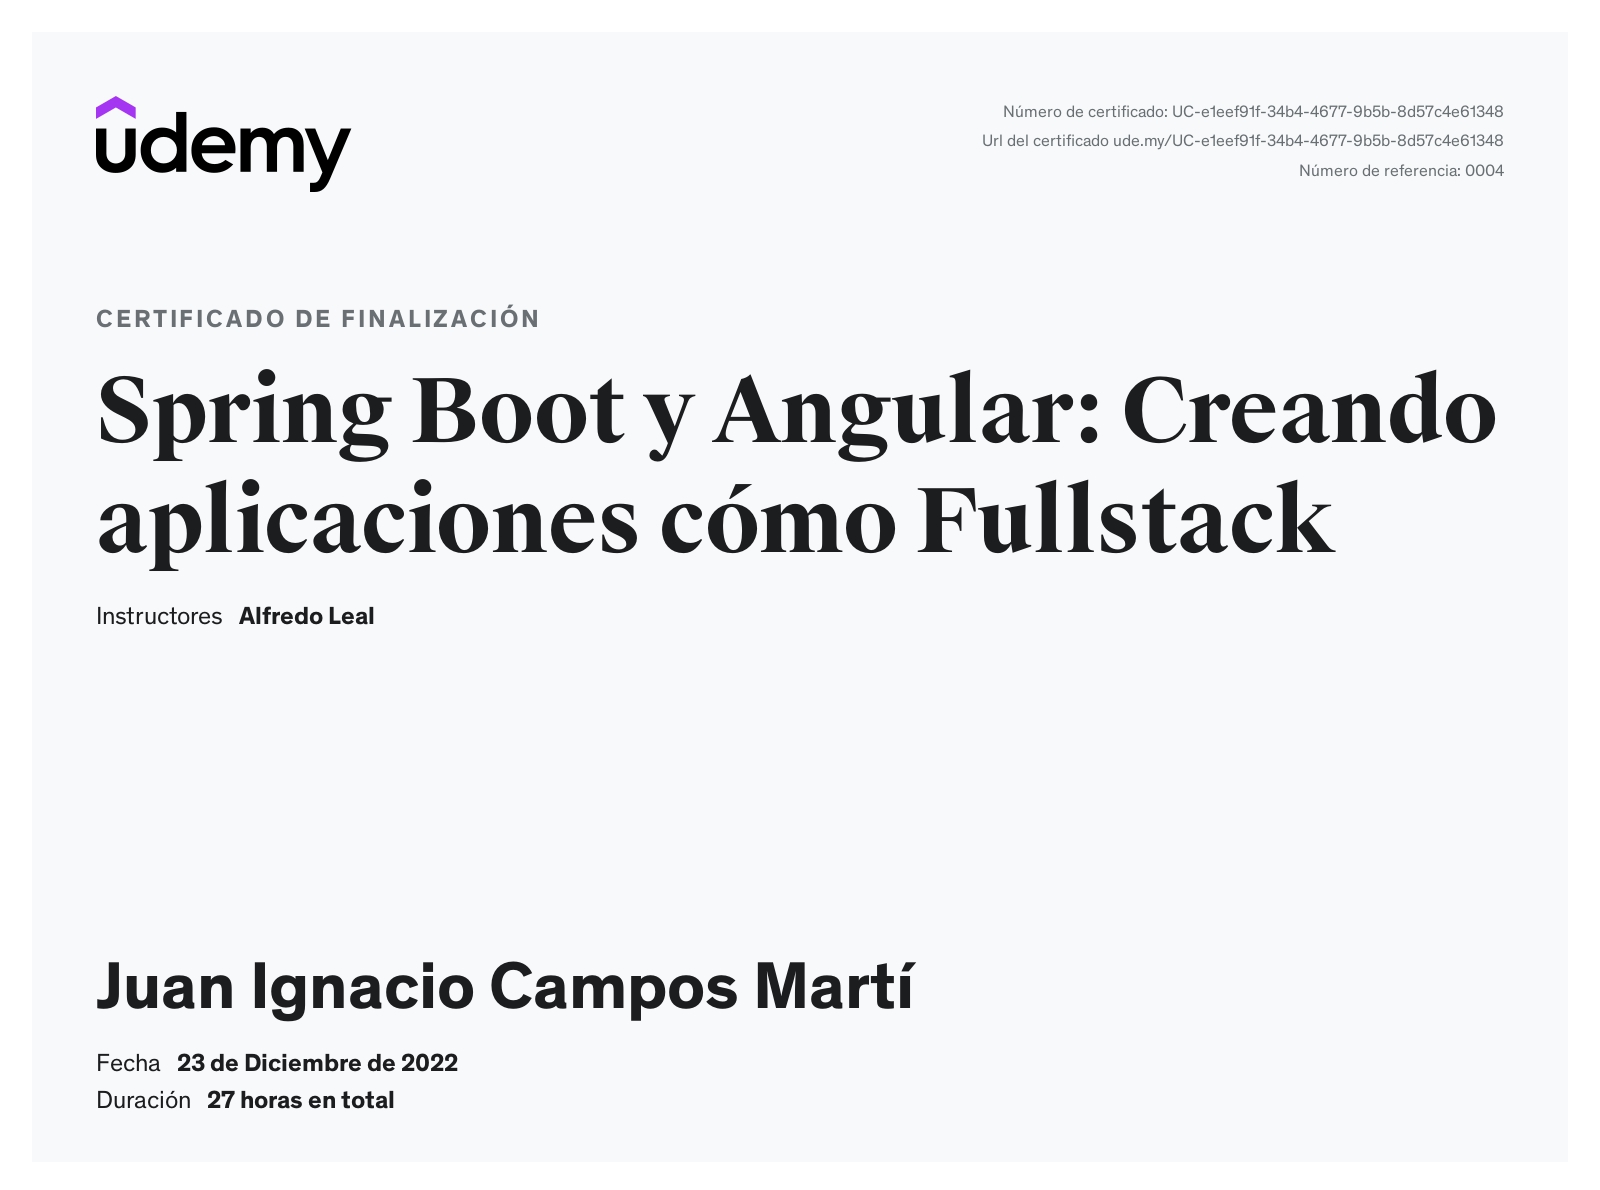 udemy
Número de certificado: UC-e1eef91f-34b4-4677-9b5b-8d57c4e61348
Url del certificado ude.my/UC-e1eef91f-34b4-4677-9b5b-8d57c4e61348
Número de referencia: 0004
CERTIFICADO DE FINALIZACIÓN
Spring Boot y Angular: Creando
aplicaciones cómo Fullstack
Instructores Alfredo Leal
Juan Ignacio Campos Martí
Fecha 23 de Diciembre de 2022
Duración 27 horas en total